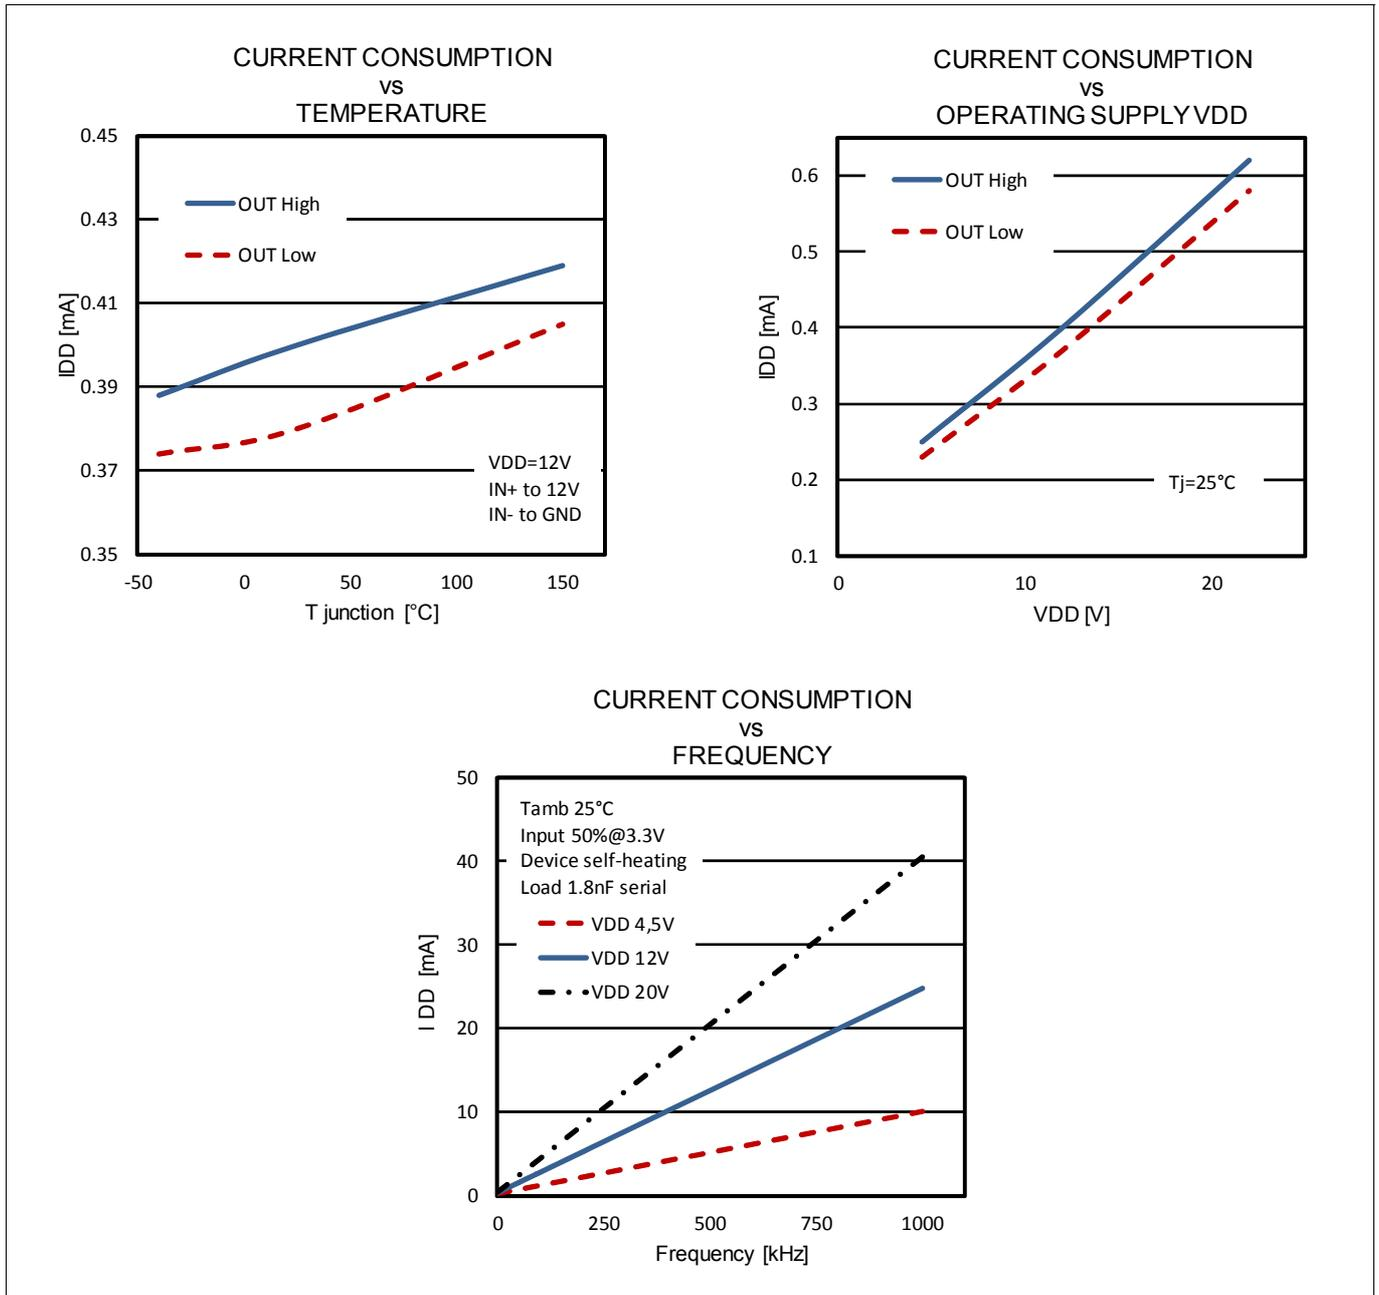 CURRENT CONSUMPTION
vs
TEMPERATURE
0.45
0.43
0.41
0.39
0.37
0.35
IDD [mA]
OUT High
OUT Low
VDD=12V
IN+ to 12V
IN- to GND
-50 0 50 100 150
T junction [°C]
CURRENT CONSUMPTION
vs
OPERATING SUPPLY VDD
0.6
0.5
0.4
0.3
0.2
0.1
IDD [mA]
OUT High
OUT Low
Tj=25°C
0 10 20
VDD [V]
CURRENT CONSUMPTION
vs
FREQUENCY
50
40
30
20
10
0
I DD [mA]
Tamb 25°C
Input 50%@3.3V
Device self-heating
Load 1.8nF serial
VDD 4,5V
VDD 12V
VDD 20V
0 250 500 750 1000
Frequency [kHz]